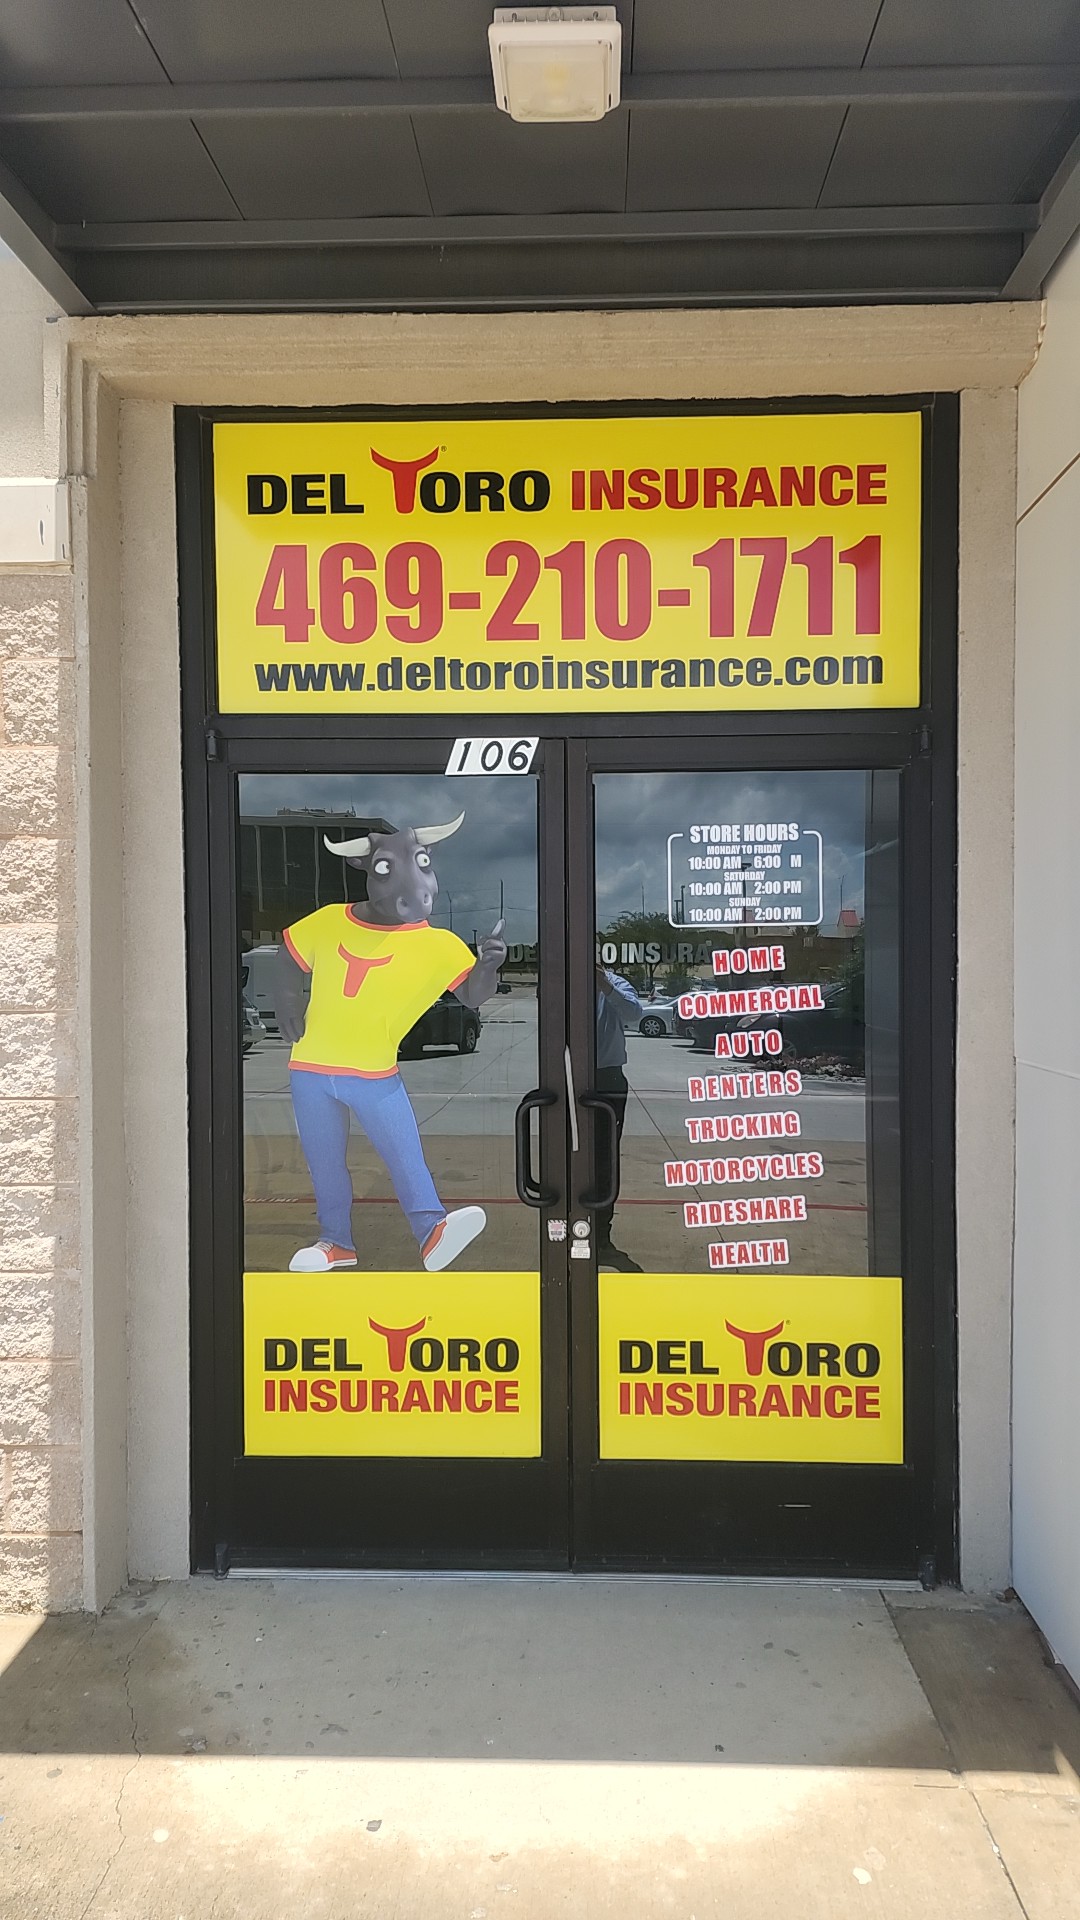 DEL TORO INSURANCE
469-210-1711
www.deltoroinsurance.com
106
STORE HOURS
MONDAY TO FRIDAY
10:00 AM 6:00 M
SATURDAY
10:00 AM 2:00 PM
SUNDAY
10:00 AM 2:00 PM
HOME
COMMERCIAL
AUTO
RENTERS
TRUCKING
MOTORCYCLES
RIDESHARE
HEALTH
DEL TORO
INSURANCE
DEL TORO
INSURANCE